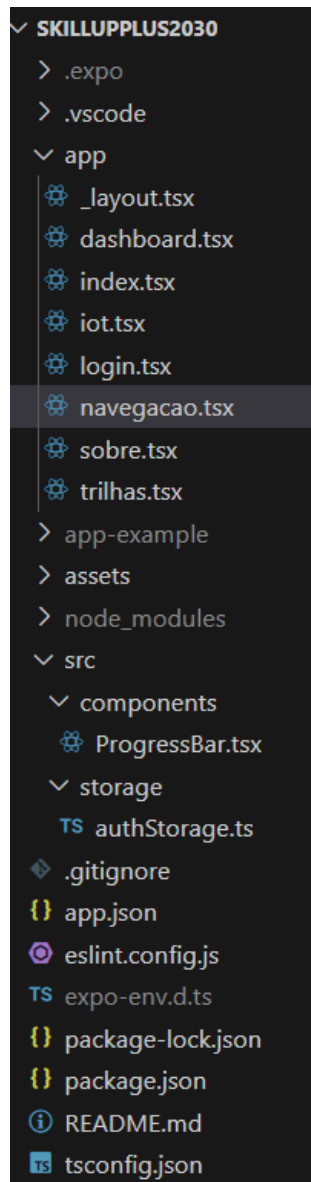 SKILLUPPLUS2030
.expo
.vscode
app
_layout.tsx
dashboard.tsx
index.tsx
iot.tsx
login.tsx
navegacao.tsx
sobre.tsx
trilhas.tsx
app-example
assets
node_modules
src
components
ProgressBar.tsx
storage
TS authStorage.ts
.gitignore
{} app.json
eslint.config.js
TS expo-env.d.ts
{} package-lock.json
{} package.json
README.md
TS tsconfig.json